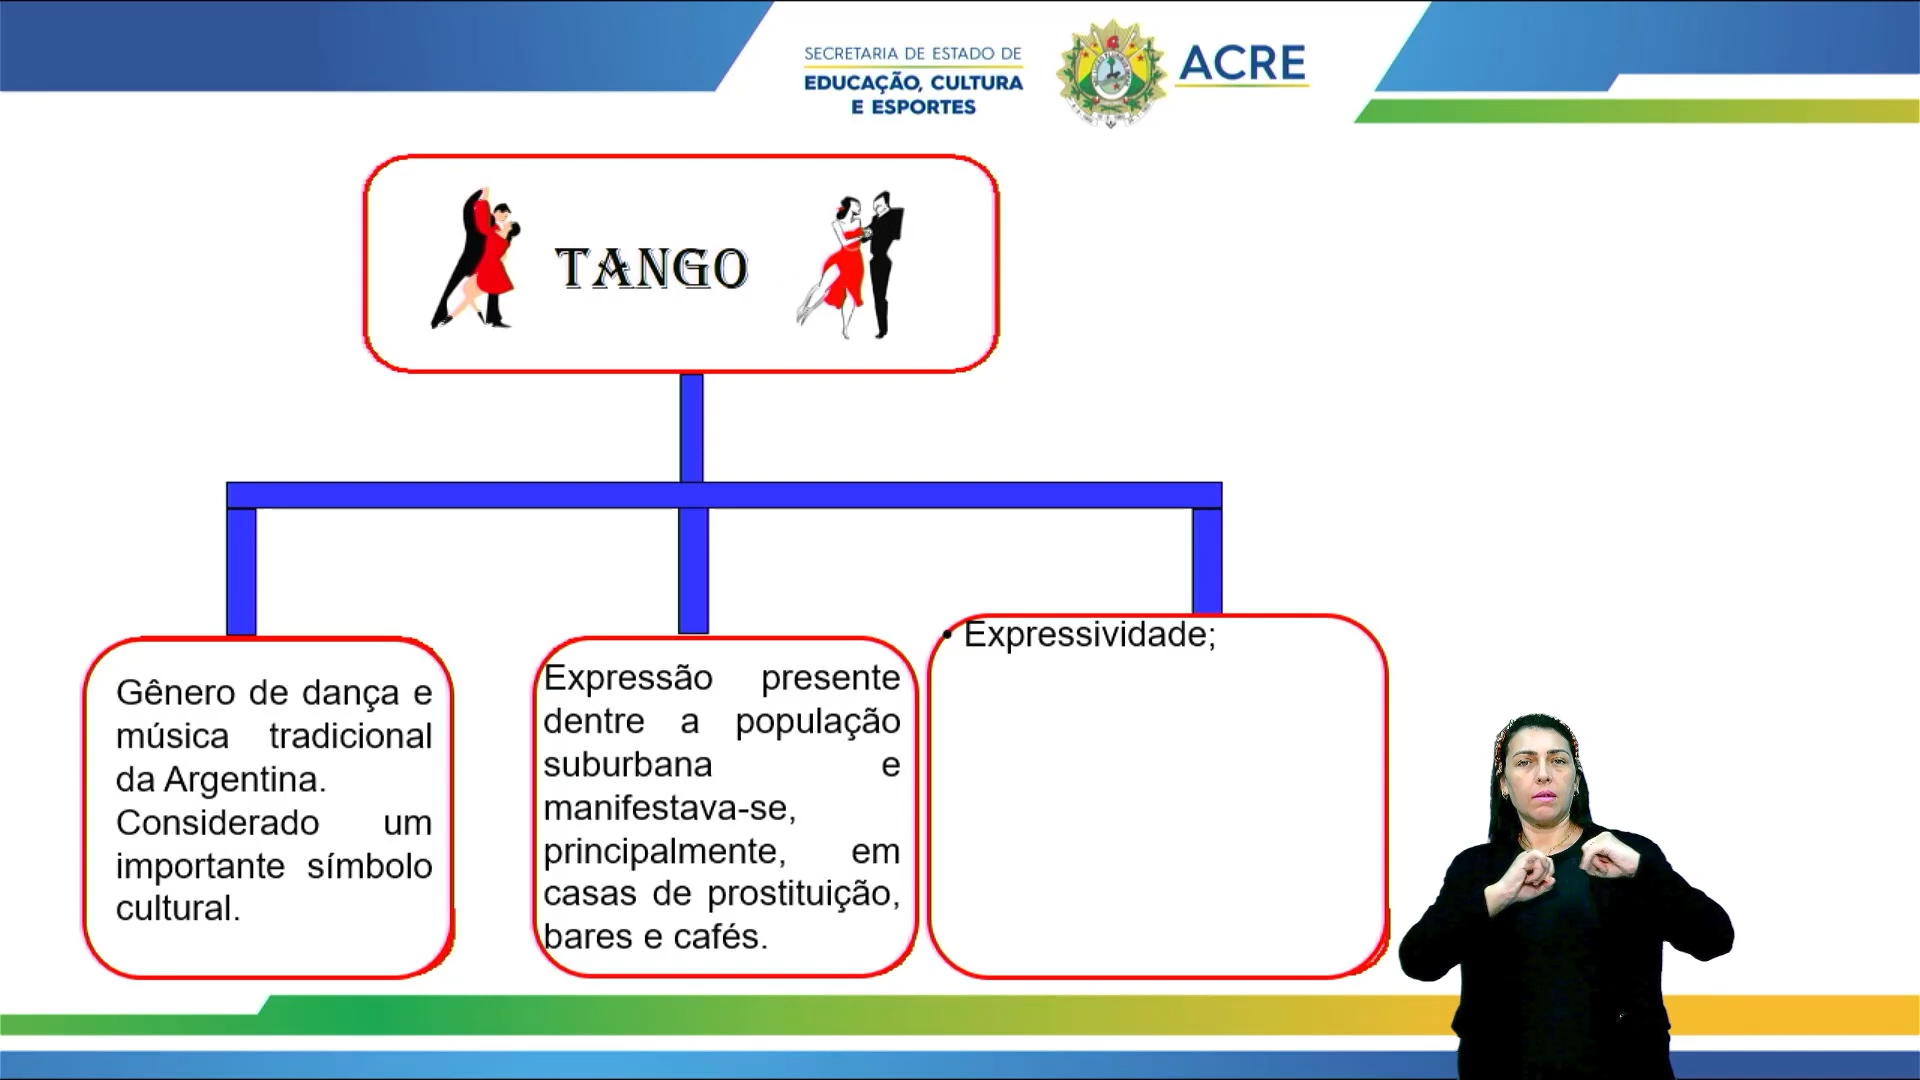 SECRETARIA DE ESTADO DE
EDUCAÇÃO, CULTURA
E ESPORTES
ACRE
TANGO
Gênero de dança e
música tradicional
da Argentina.
Considerado um
importante símbolo
cultural.
Expressão presente
dentre a população
suburbana e
manifestava-se,
principalmente, em
casas de prostituição,
bares e cafés.
• Expressividade;